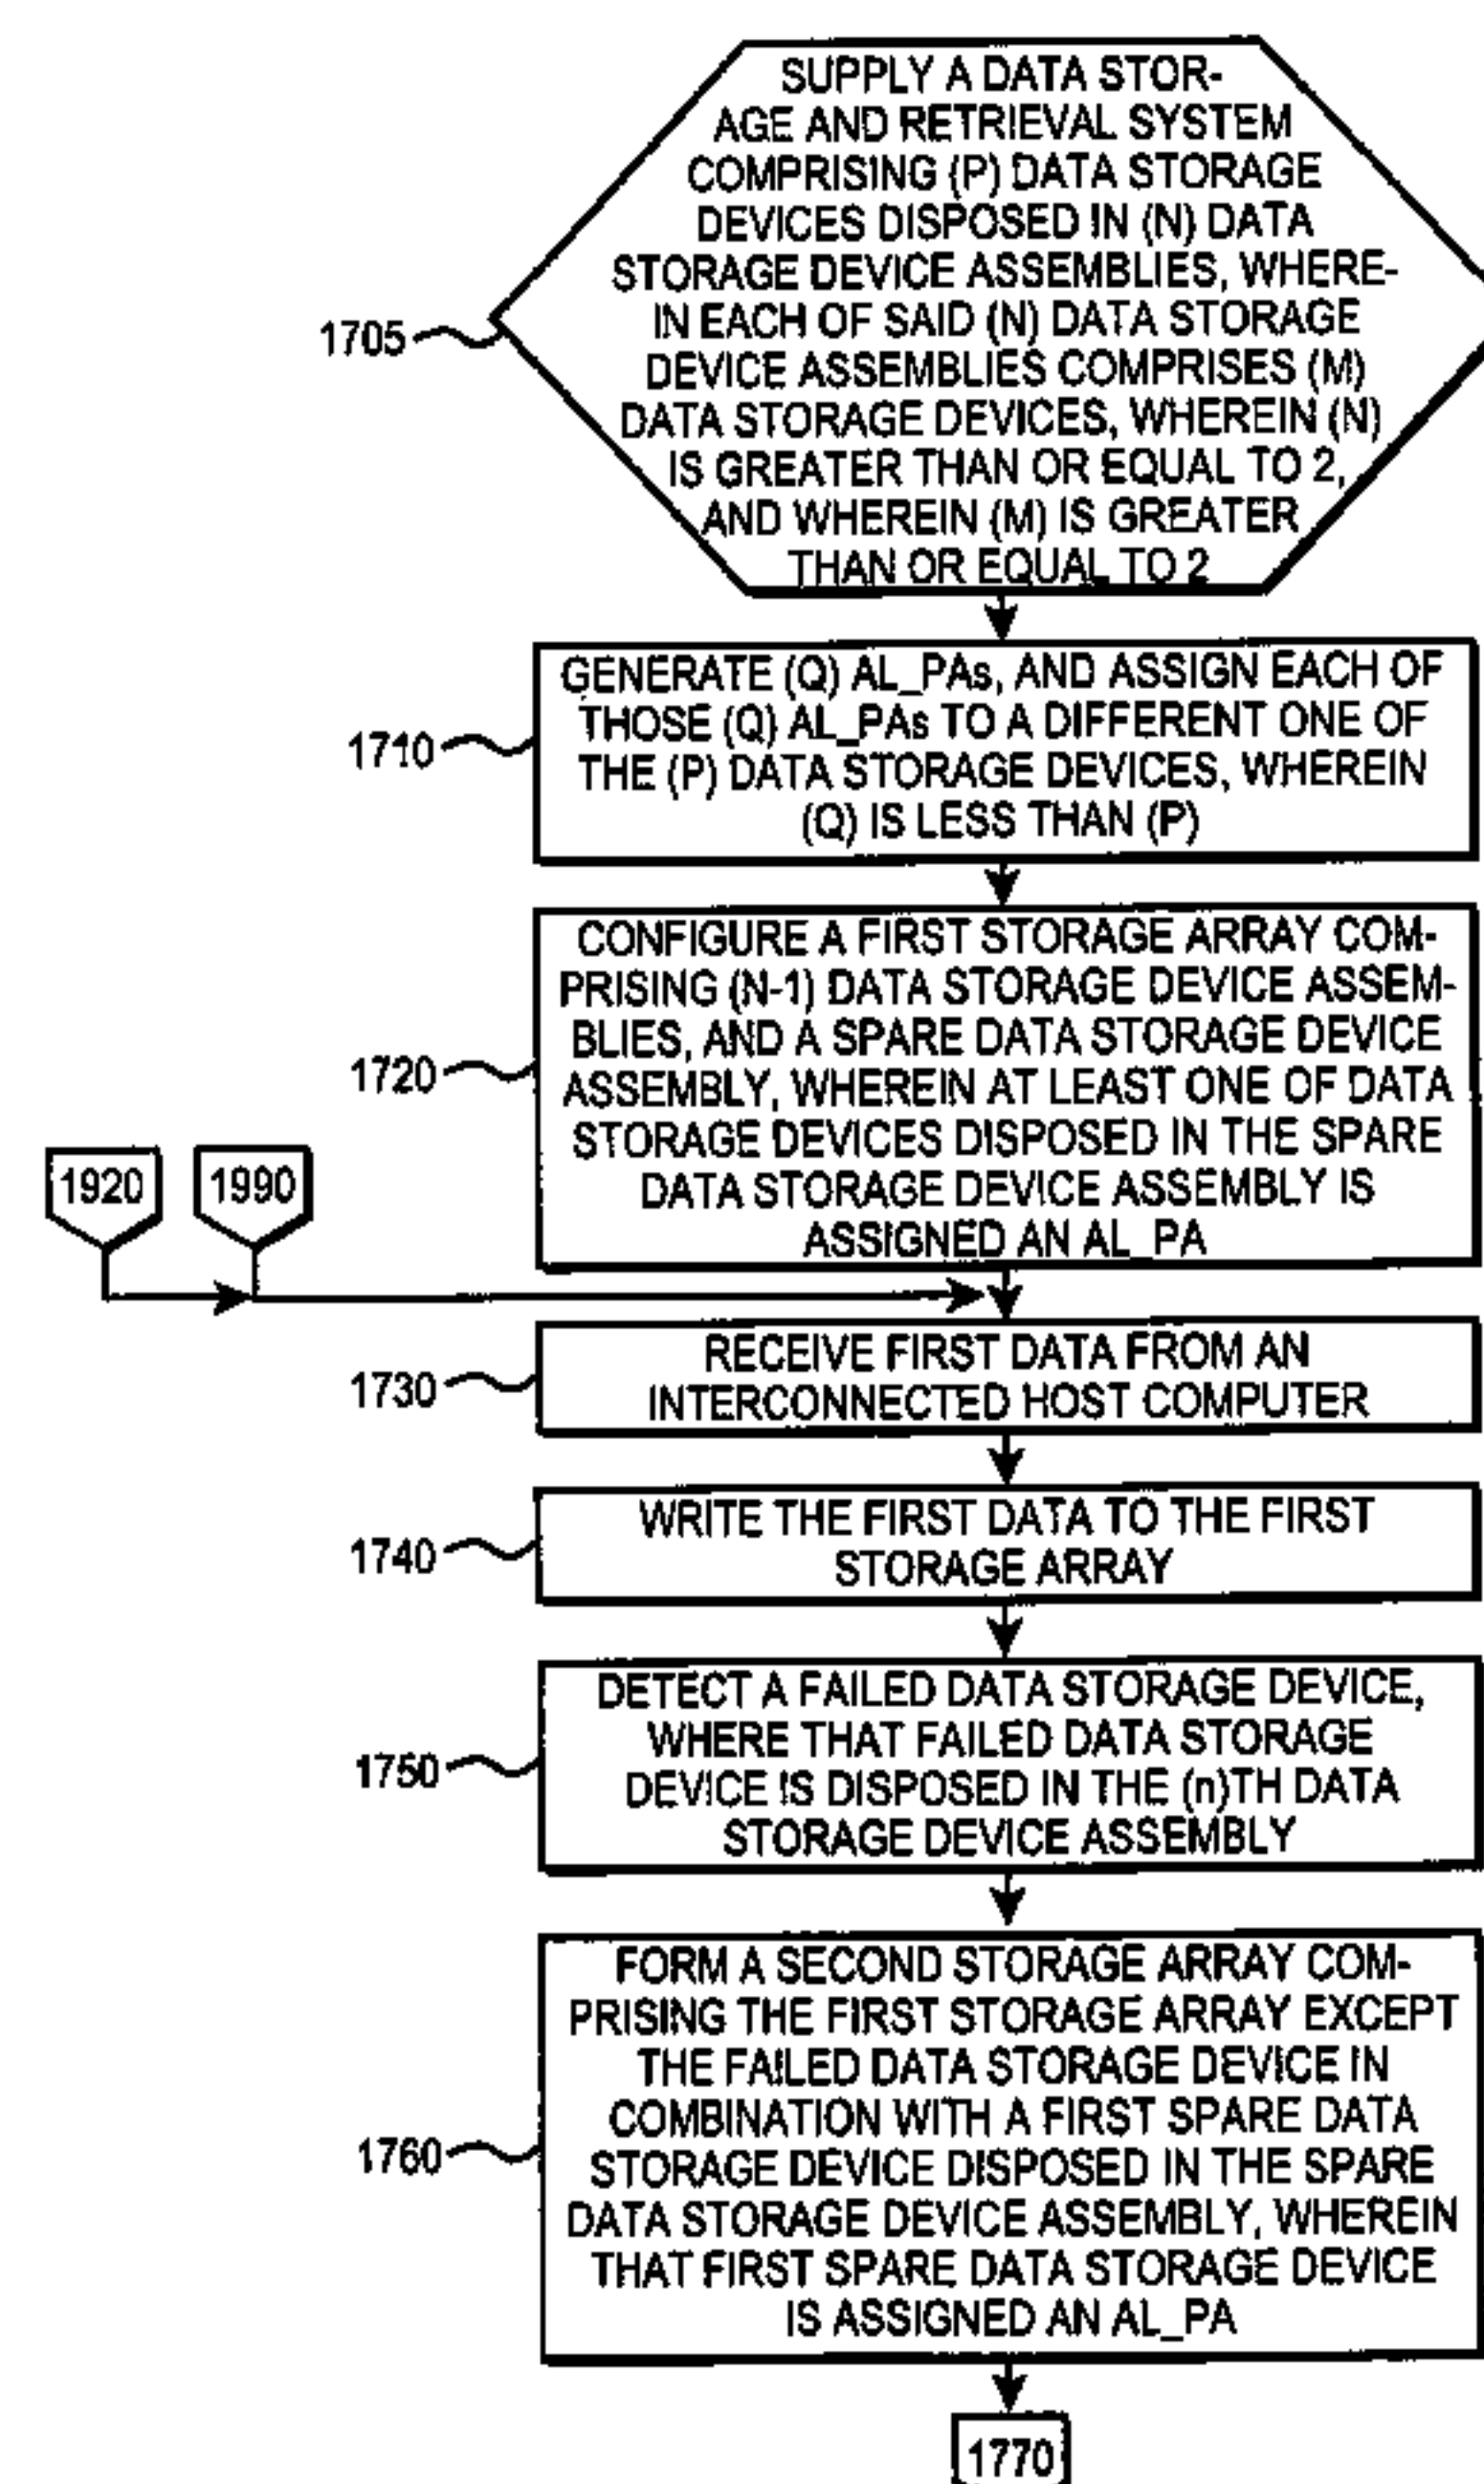 SUPPLY A DATA STOR-
AGE AND RETRIEVAL SYSTEM
COMPRISING (P) DATA STORAGE
DEVICES DISPOSED IN (N) DATA
STORAGE DEVICE ASSEMBLIES, WHERE-
IN EACH OF SAID (N) DATA STORAGE
DEVICE ASSEMBLIES COMPRISES (M)
DATA STORAGE DEVICES, WHEREIN (N)
IS GREATER THAN OR EQUAL TO 2,
AND WHEREIN (M) IS GREATER
THAN OR EQUAL TO 2
1705
GENERATE (Q) AL_PAs, AND ASSIGN EACH OF
THOSE (Q) AL_PAs TO A DIFFERENT ONE OF
THE (P) DATA STORAGE DEVICES, WHEREIN
(Q) IS LESS THAN (P)
1710
CONFIGURE A FIRST STORAGE ARRAY COM-
PRISING (N-1) DATA STORAGE DEVICE ASSEM-
BLIES, AND A SPARE DATA STORAGE DEVICE
ASSEMBLY, WHEREIN AT LEAST ONE OF DATA
STORAGE DEVICES DISPOSED IN THE SPARE
DATA STORAGE DEVICE ASSEMBLY IS
ASSIGNED AN AL_PA
1720
1920
1990
RECEIVE FIRST DATA FROM AN
INTERCONNECTED HOST COMPUTER
1730
WRITE THE FIRST DATA TO THE FIRST
STORAGE ARRAY
1740
DETECT A FAILED DATA STORAGE DEVICE,
WHERE THAT FAILED DATA STORAGE
DEVICE IS DISPOSED IN THE (n)TH DATA
STORAGE DEVICE ASSEMBLY
1750
FORM A SECOND STORAGE ARRAY COM-
PRISING THE FIRST STORAGE ARRAY EXCEPT
THE FAILED DATA STORAGE DEVICE IN
COMBINATION WITH A FIRST SPARE DATA
STORAGE DEVICE DISPOSED IN THE SPARE
DATA STORAGE DEVICE ASSEMBLY, WHEREIN
THAT FIRST SPARE DATA STORAGE DEVICE
IS ASSIGNED AN AL_PA
1760
1770